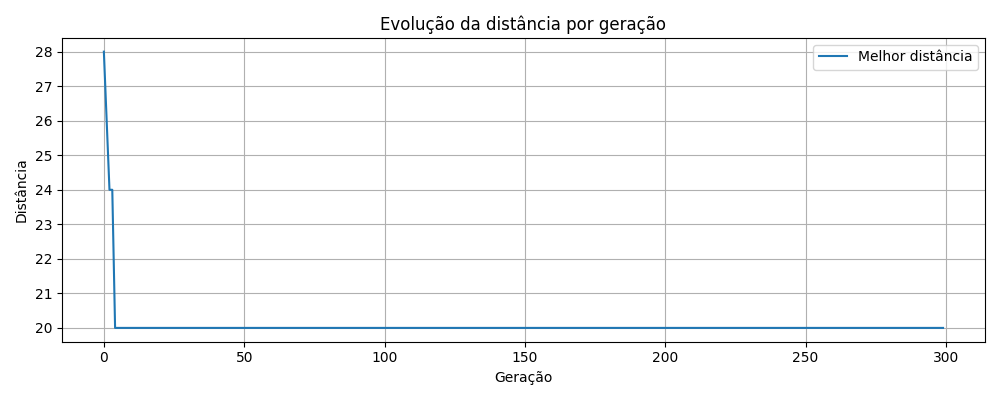 Evolução da distância por geração
Melhor distância
Distância
28
27
26
25
24
23
22
21
20
0 50 100 150 200 250 300
Geração